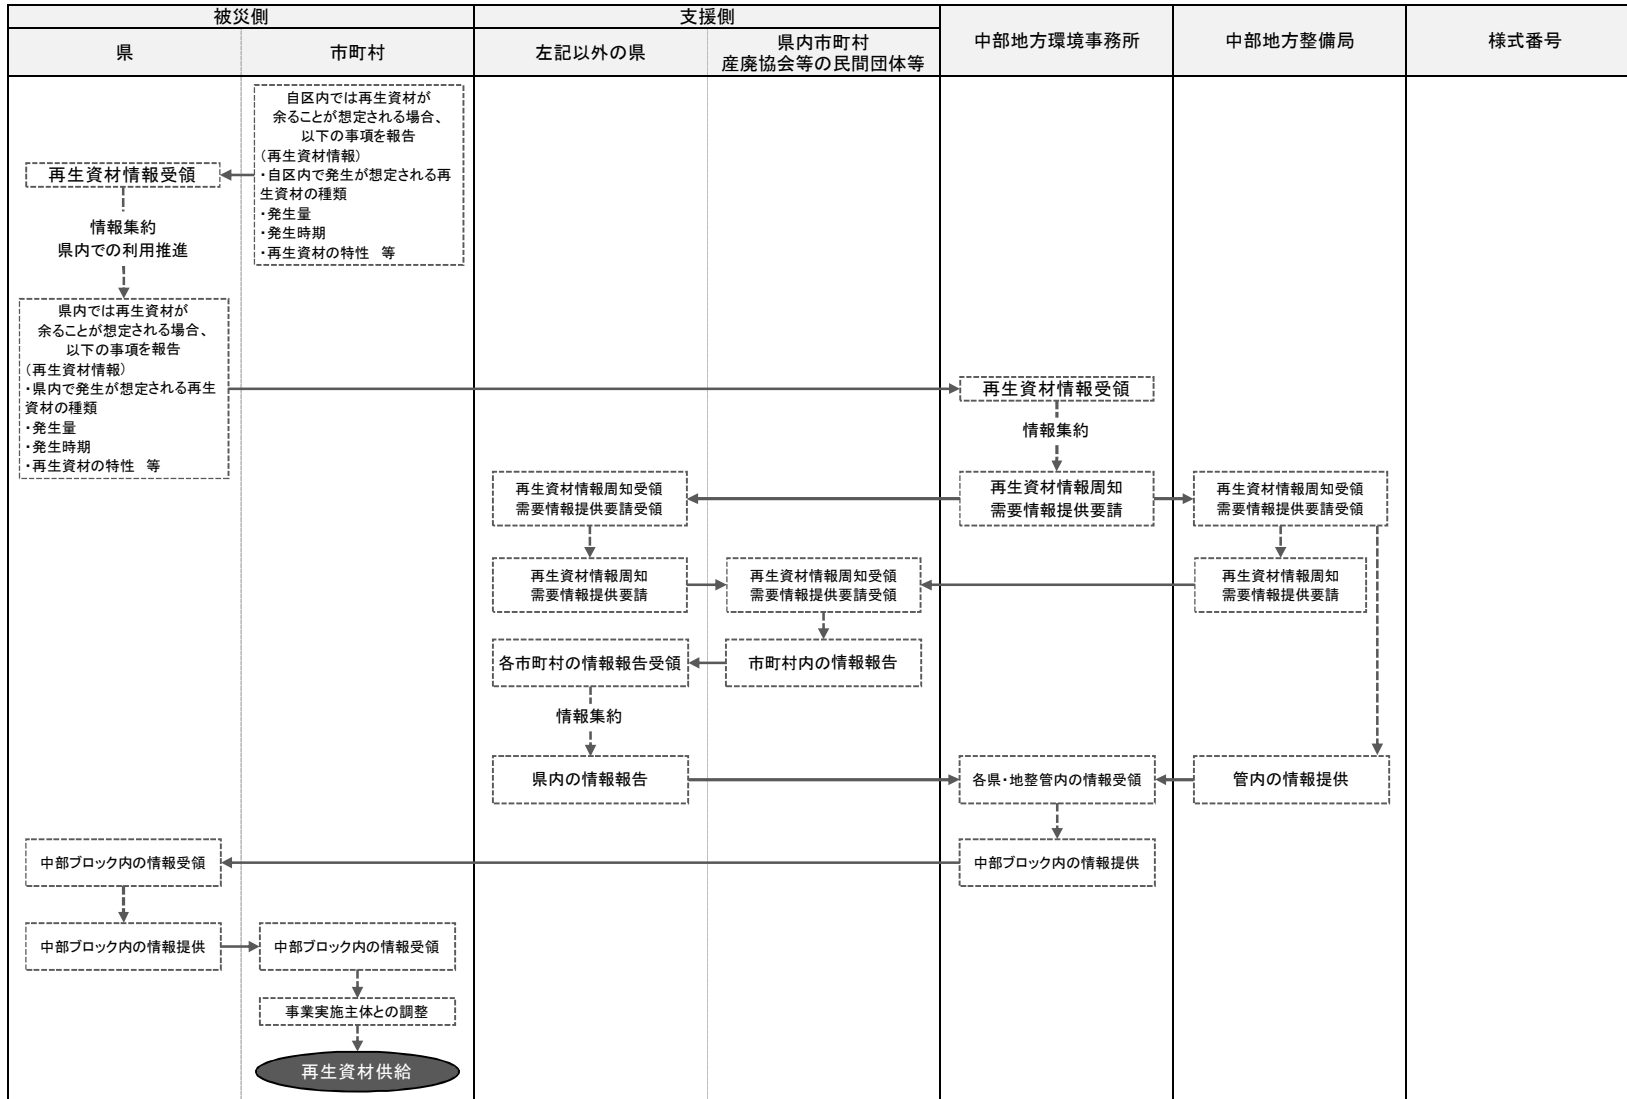 被災側
支援側
中部地方環境事務所
中部地方整備局
様式番号
県
市町村
左記以外の県
県内市町村
産廃協会等の民間団体等
自区内では再生資材が
余ることが想定される場合、
以下の事項を報告
(再生資材情報)
・自区内で発生が想定される再
生資材の種類
・発生量
・発生時期
・再生資材の特性　等
再生資材情報受領
情報集約
県内での利用推進
県内では再生資材が
余ることが想定される場合、
以下の事項を報告
(再生資材情報)
・県内で発生が想定される再生
資材の種類
・発生量
・発生時期
・再生資材の特性　等
再生資材情報受領
情報集約
再生資材情報周知受領
需要情報提供要請受領
再生資材情報周知
需要情報提供要請
再生資材情報周知受領
需要情報提供要請受領
再生資材情報周知
需要情報提供要請
再生資材情報周知受領
需要情報提供要請受領
再生資材情報周知
需要情報提供要請
各市町村の情報報告受領
市町村内の情報報告
情報集約
県内の情報報告
各県・地整管内の情報受領
管内の情報提供
中部ブロック内の情報受領
中部ブロック内の情報提供
中部ブロック内の情報提供
中部ブロック内の情報受領
事業実施主体との調整
再生資材供給